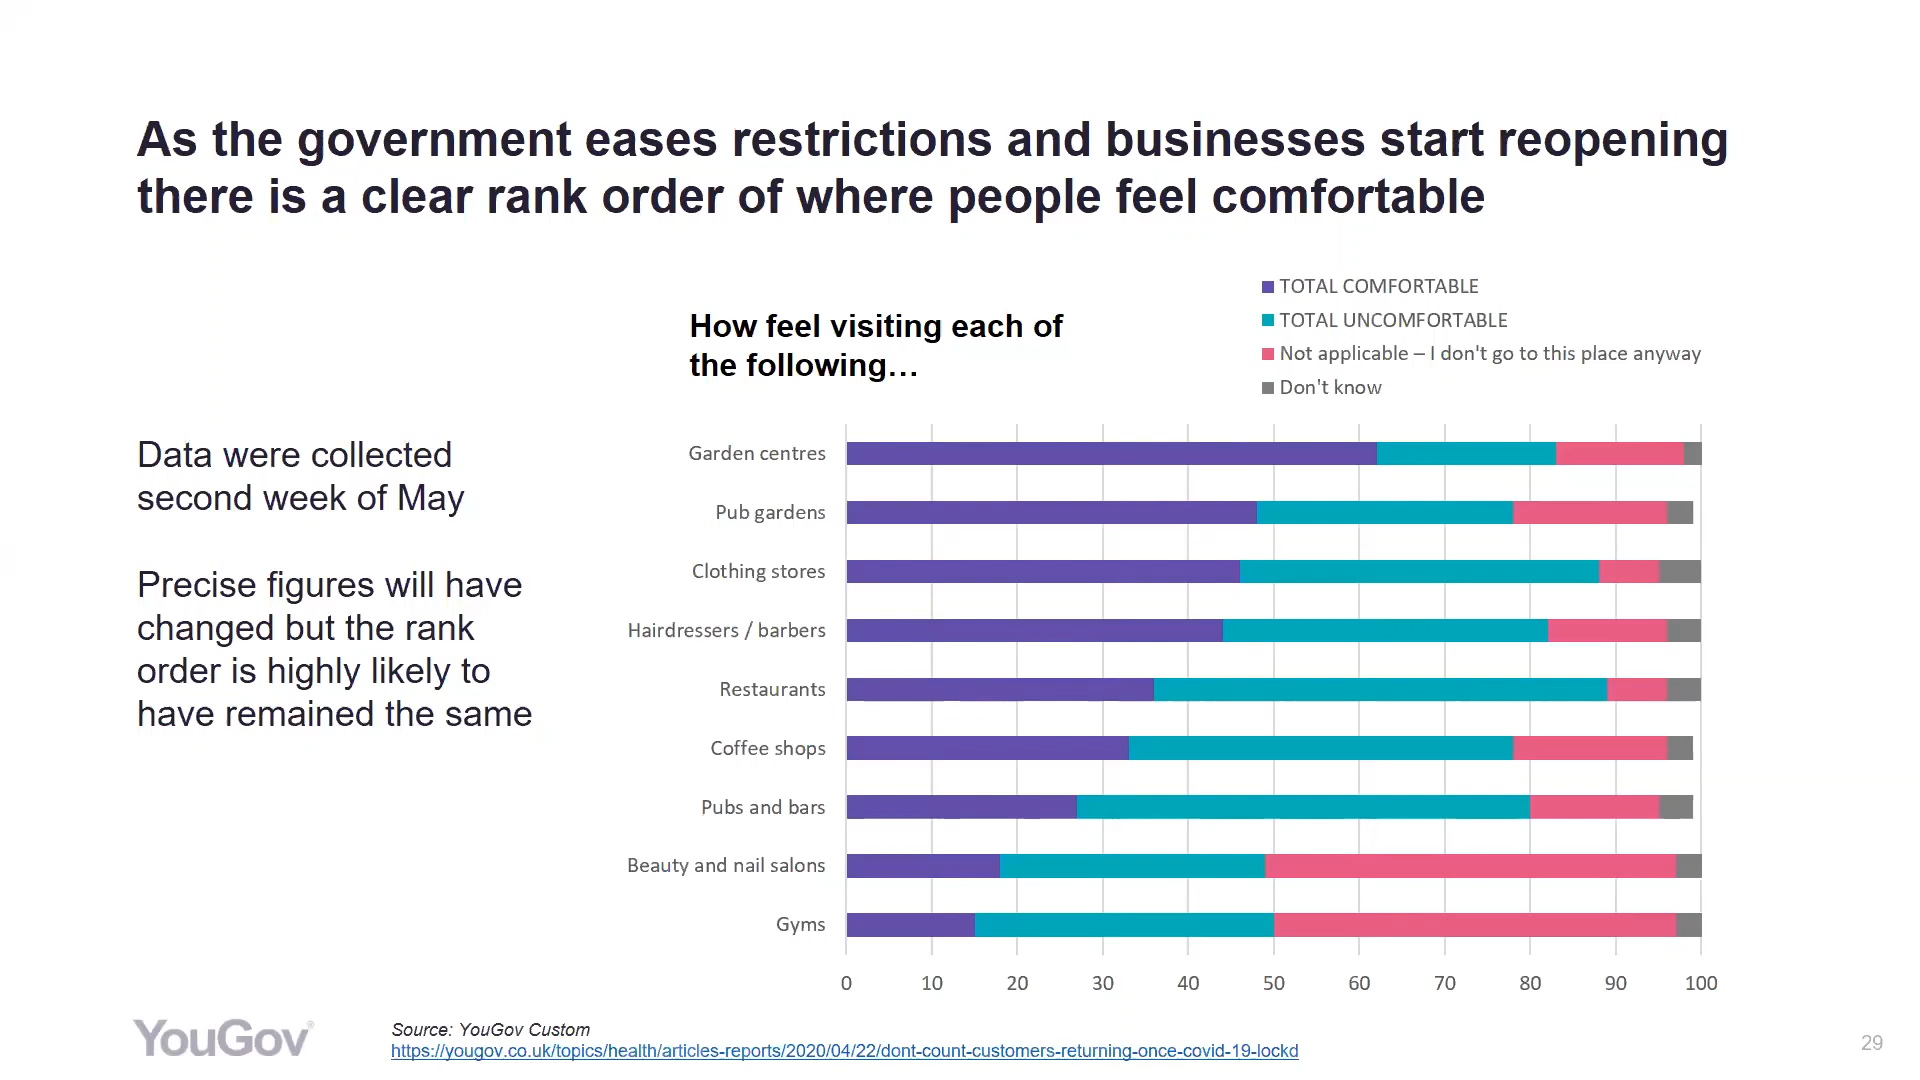 As the government eases restrictions and businesses start reopening
there is a clear rank order of where people feel comfortable
How feel visiting each of
the following…
TOTAL COMFORTABLE
TOTAL UNCOMFORTABLE
Not applicable – I don't go to this place anyway
Don't know
Data were collected
second week of May
Precise figures will have
changed but the rank
order is highly likely to
have remained the same
Garden centres
Pub gardens
Clothing stores
Hairdressers / barbers
Restaurants
Coffee shops
Pubs and bars
Beauty and nail salons
Gyms
0 10 20 30 40 50 60 70 80 90 100
YouGov®
Source: YouGov Custom
https://yougov.co.uk/topics/health/articles-reports/2020/04/22/dont-count-customers-returning-once-covid-19-lockd
29